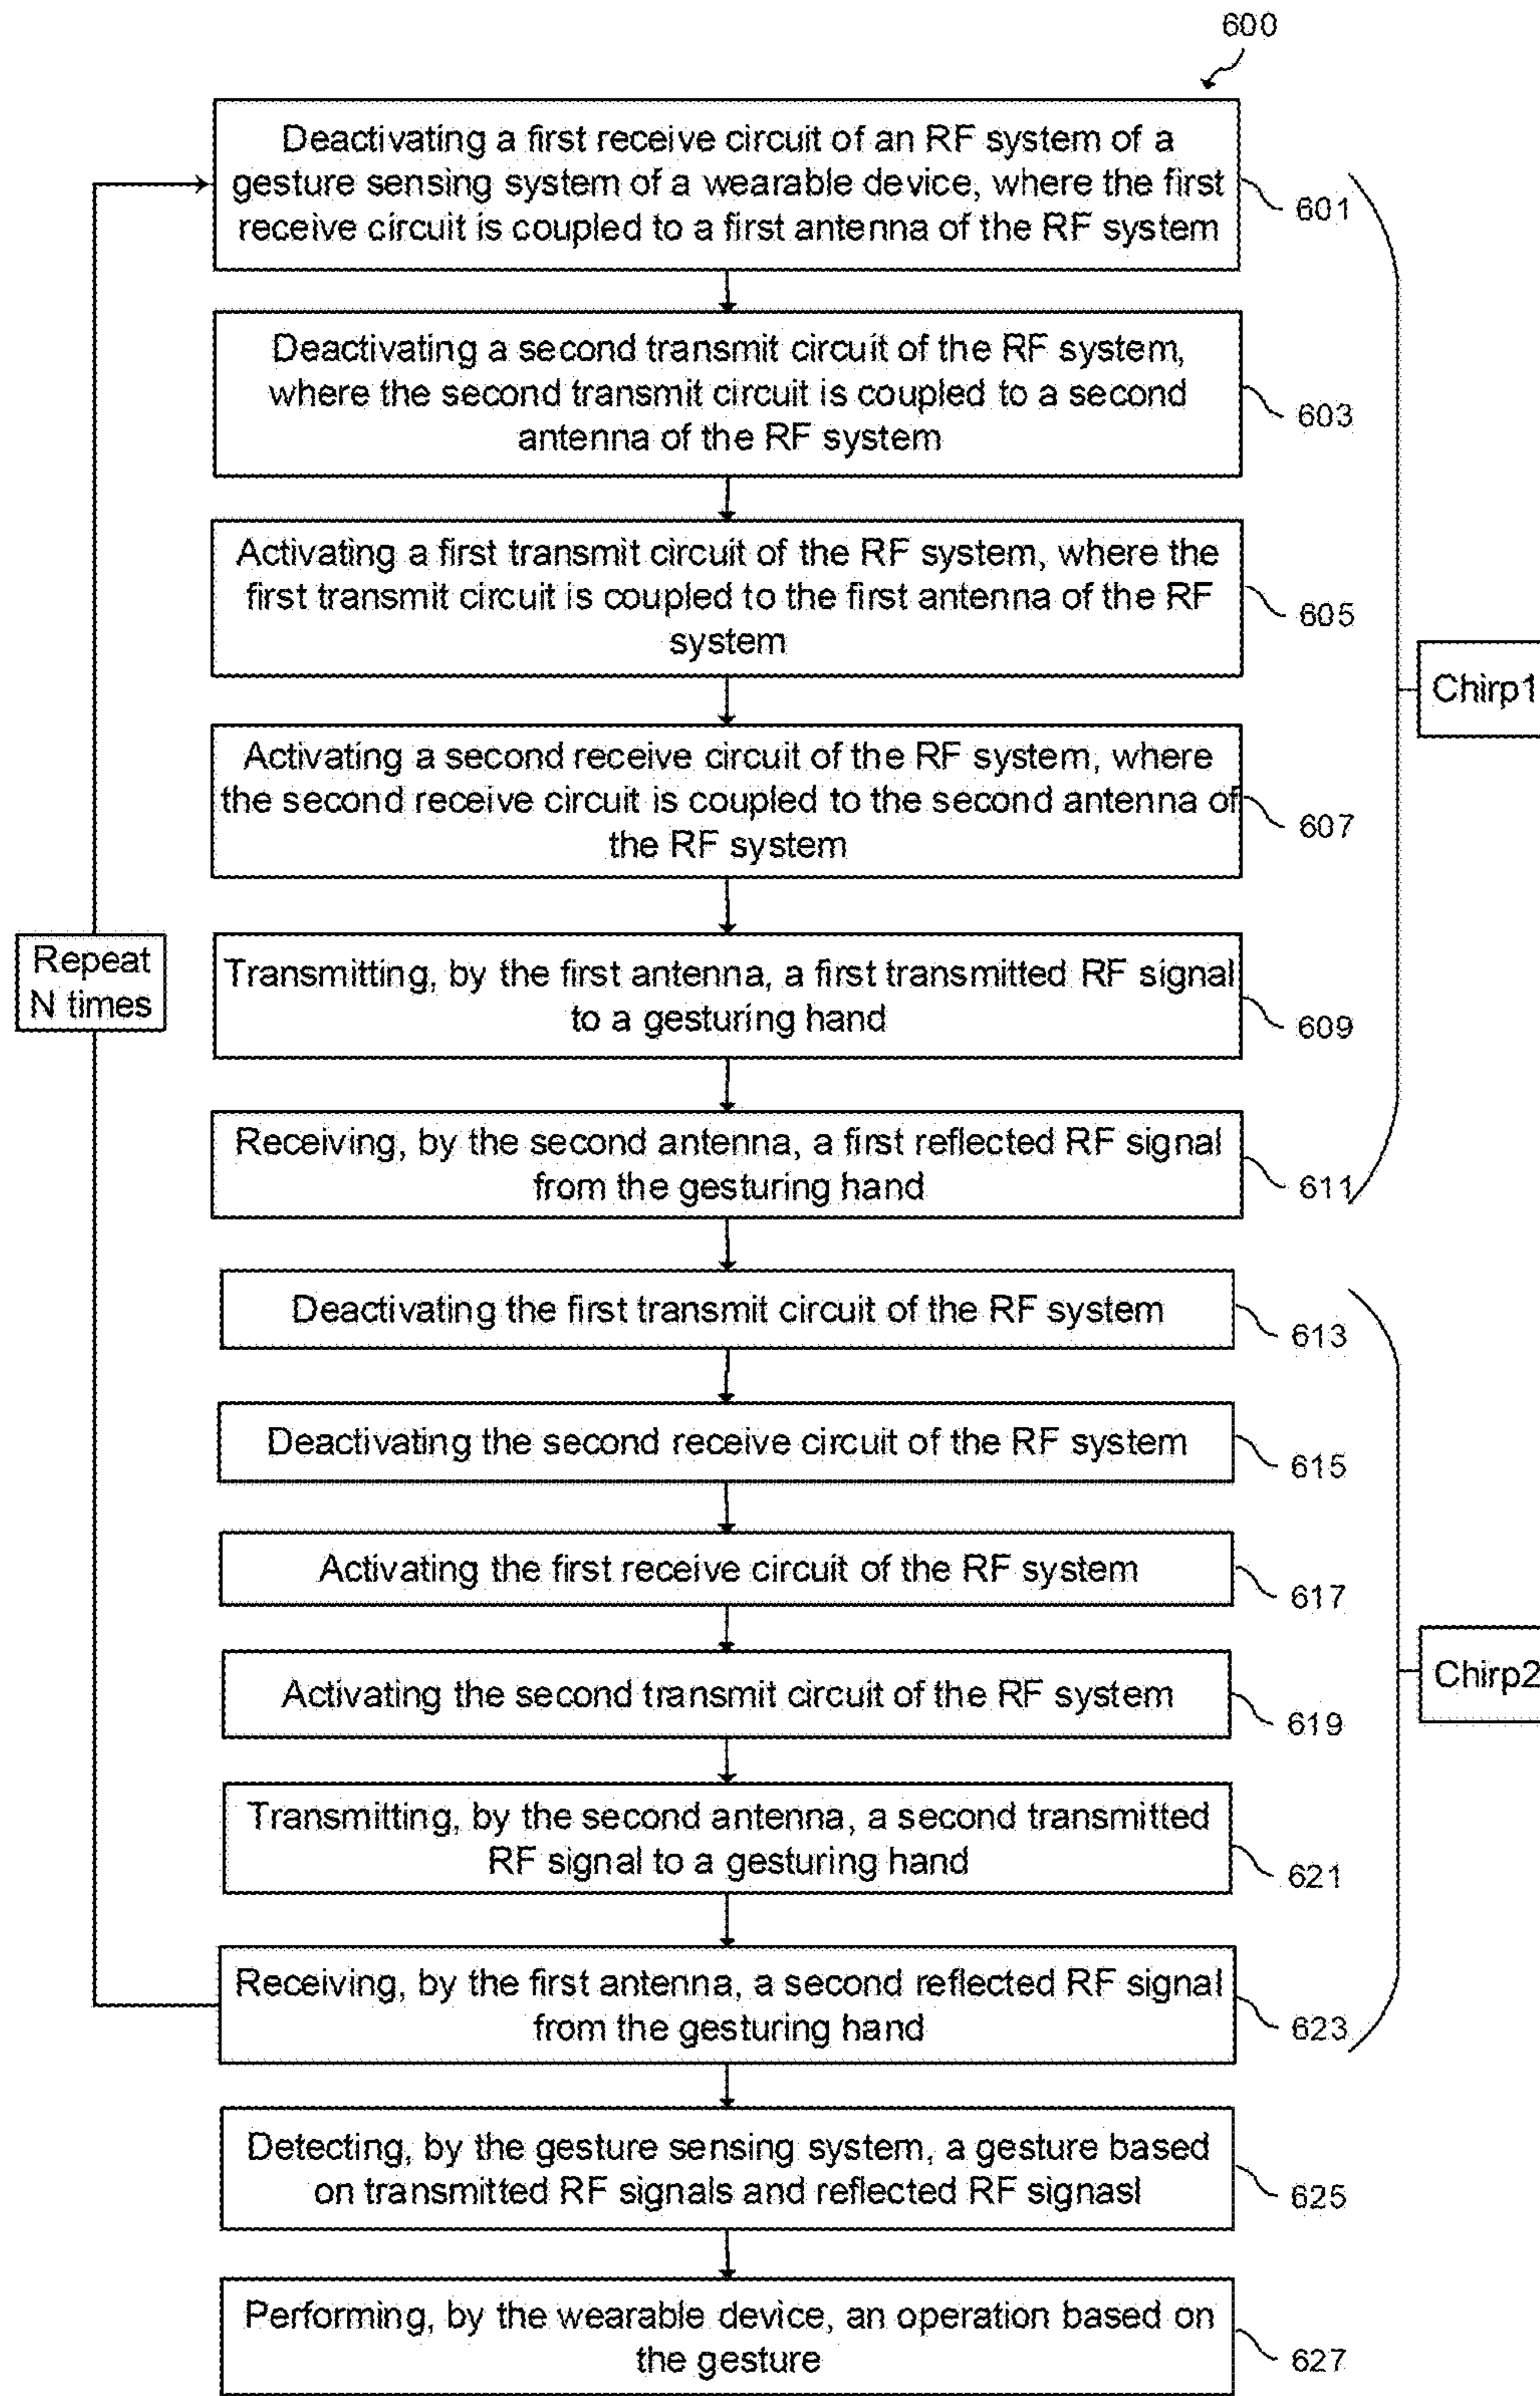 600
Deactivating a first receive circuit of an RF system of a
gesture sensing system of a wearable device, where the first
receive circuit is coupled to a first antenna of the RF system
601
Deactivating a second transmit circuit of the RF system,
where the second transmit circuit is coupled to a second
antenna of the RF system
603
Activating a first transmit circuit of the RF system, where the
first transmit circuit is coupled to the first antenna of the RF
system
605
Chirp1
Activating a second receive circuit of the RF system, where
the second receive circuit is coupled to the second antenna of
the RF system
607
Repeat
N times
Transmitting, by the first antenna, a first transmitted RF signal
to a gesturing hand
609
Receiving, by the second antenna, a first reflected RF signal
from the gesturing hand
611
Deactivating the first transmit circuit of the RF system
613
Deactivating the second receive circuit of the RF system
615
Activating the first receive circuit of the RF system
617
Activating the second transmit circuit of the RF system
619
Chirp2
Transmitting, by the second antenna, a second transmitted
RF signal to a gesturing hand
621
Receiving, by the first antenna, a second reflected RF signal
from the gesturing hand
623
Detecting, by the gesture sensing system, a gesture based
on transmitted RF signals and reflected RF signasl
625
Performing, by the wearable device, an operation based on
the gesture
627